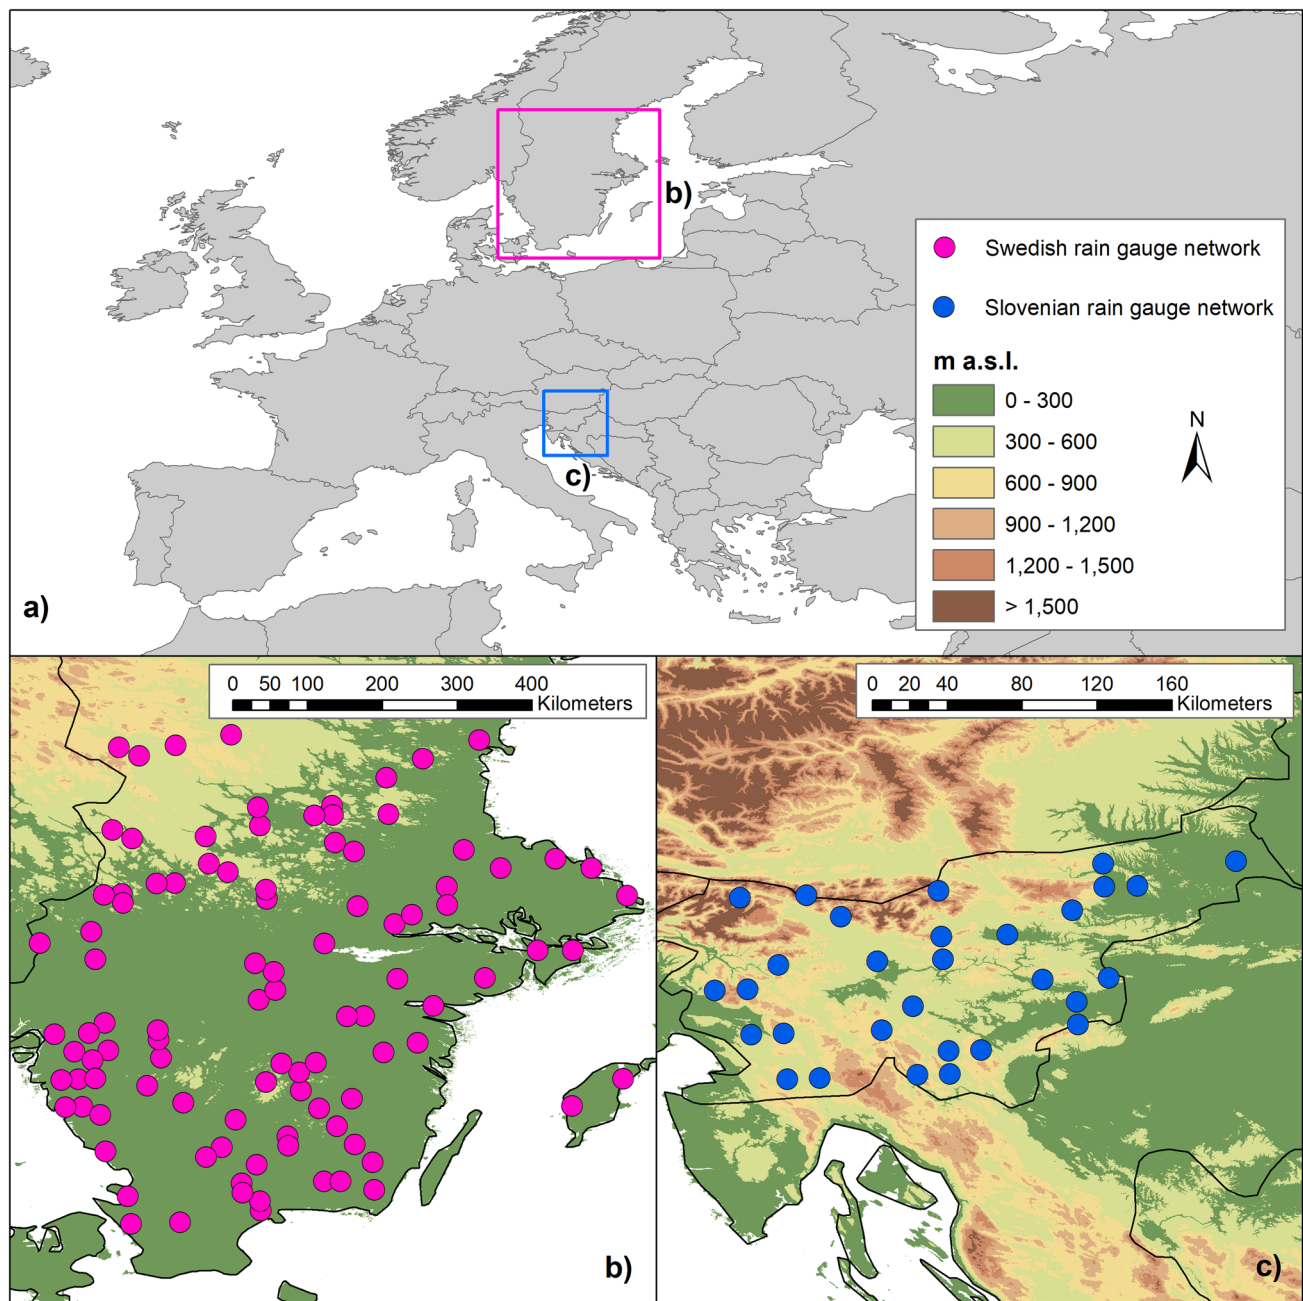 b)
Swedish rain gauge network
Slovenian rain gauge network
m a.s.l.
0 - 300
300 - 600
600 - 900
900 - 1,200
1,200 - 1,500
> 1,500
N
c)
a)
0 50 100 200 300 400
Kilometers
b)
0 20 40 80 120 160
Kilometers
c)